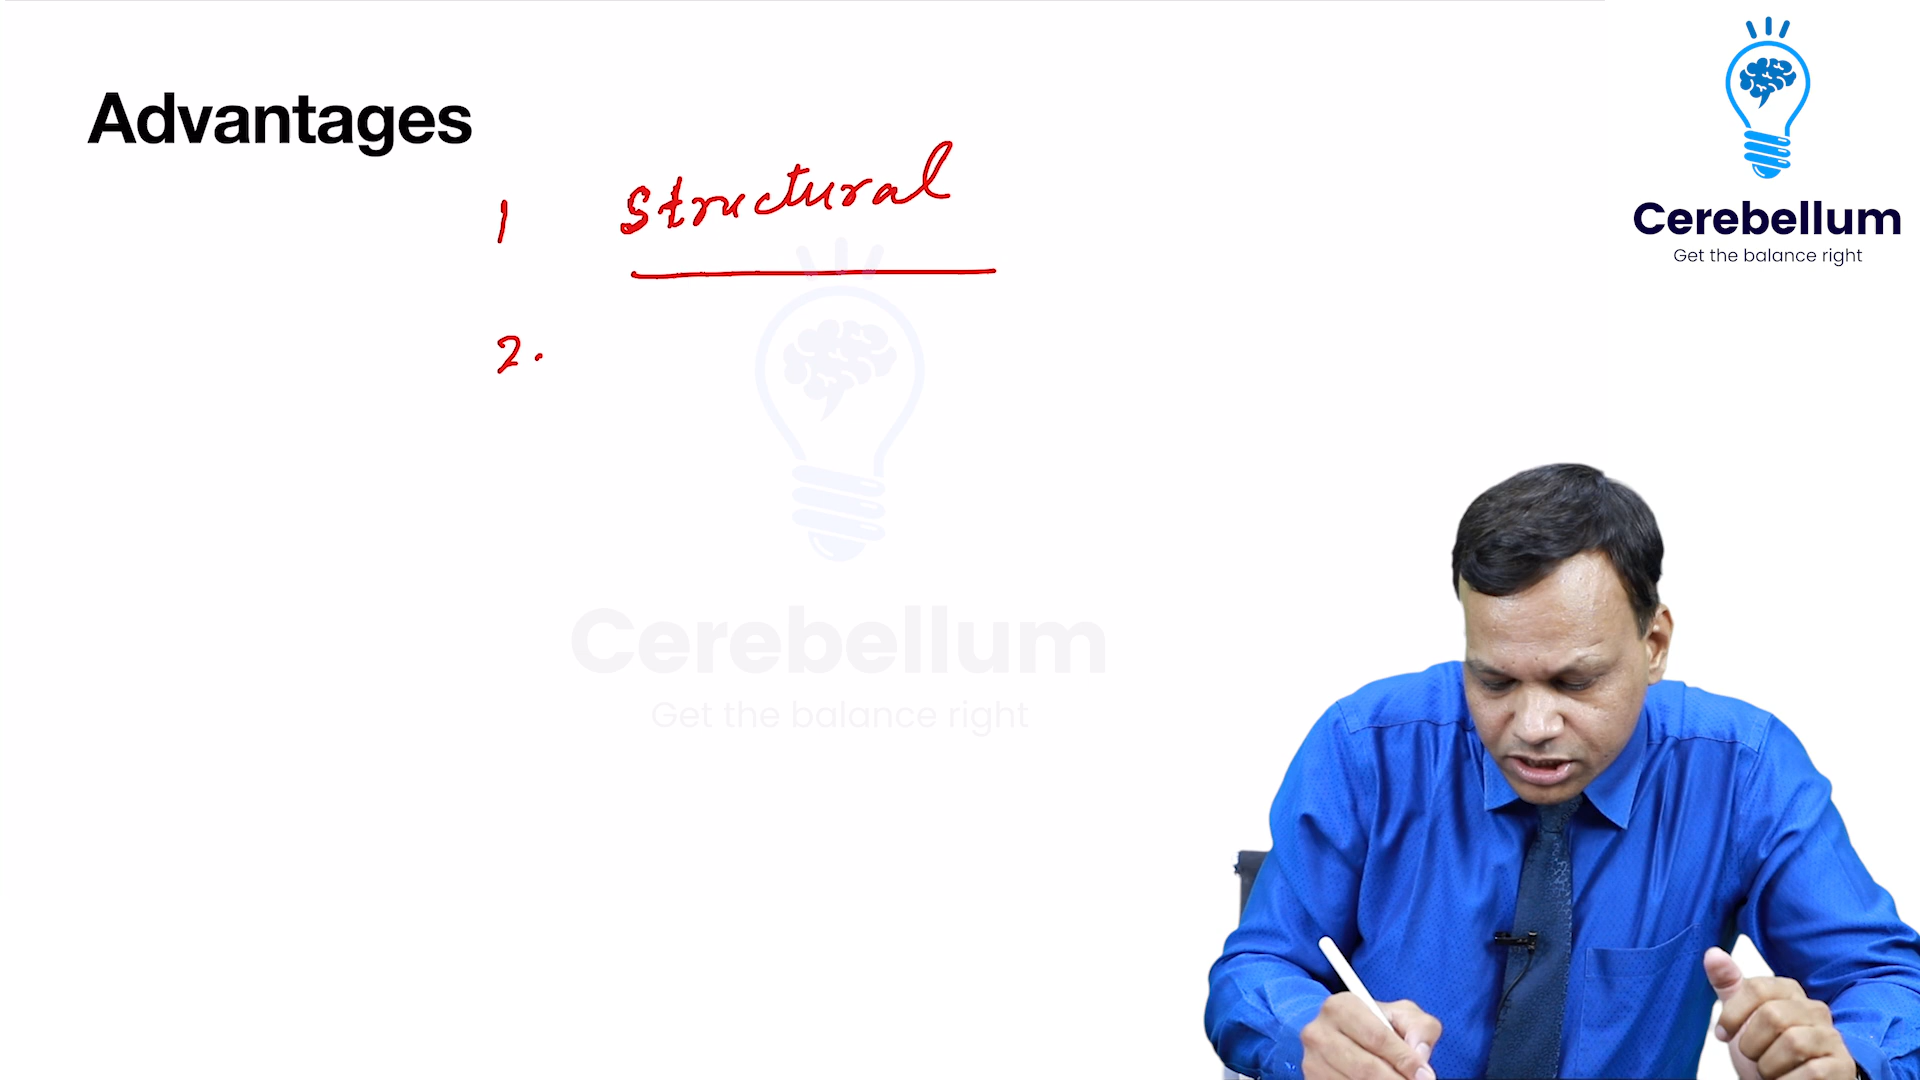 Advantages
1 Structural
2.
Cerebellum
Get the balance right
Cerebellum
Get the balance right